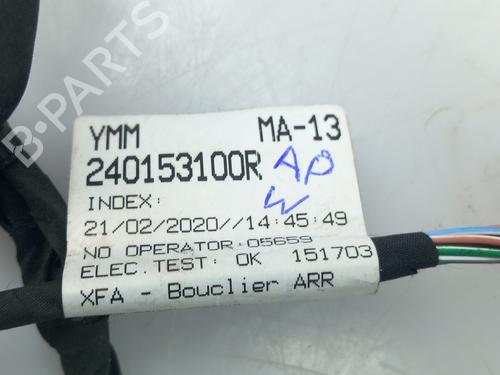 YMM MA-13
240153100R
INDEX:
21/02/2020//14:45:49
NO OPERATOR:05659
ELEC.TEST: OK 151703
XFA - Bouclier ARR
B-PARTS